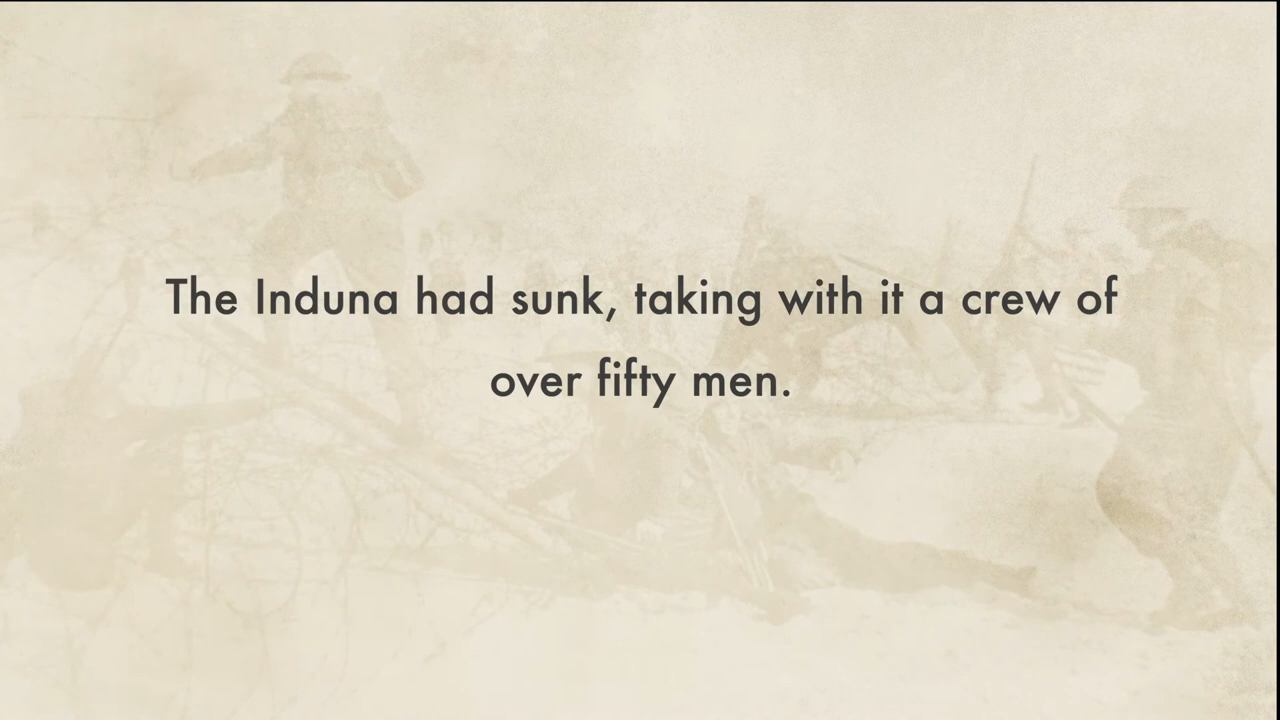 The Induna had sunk, taking with it a crew of
over fifty men.